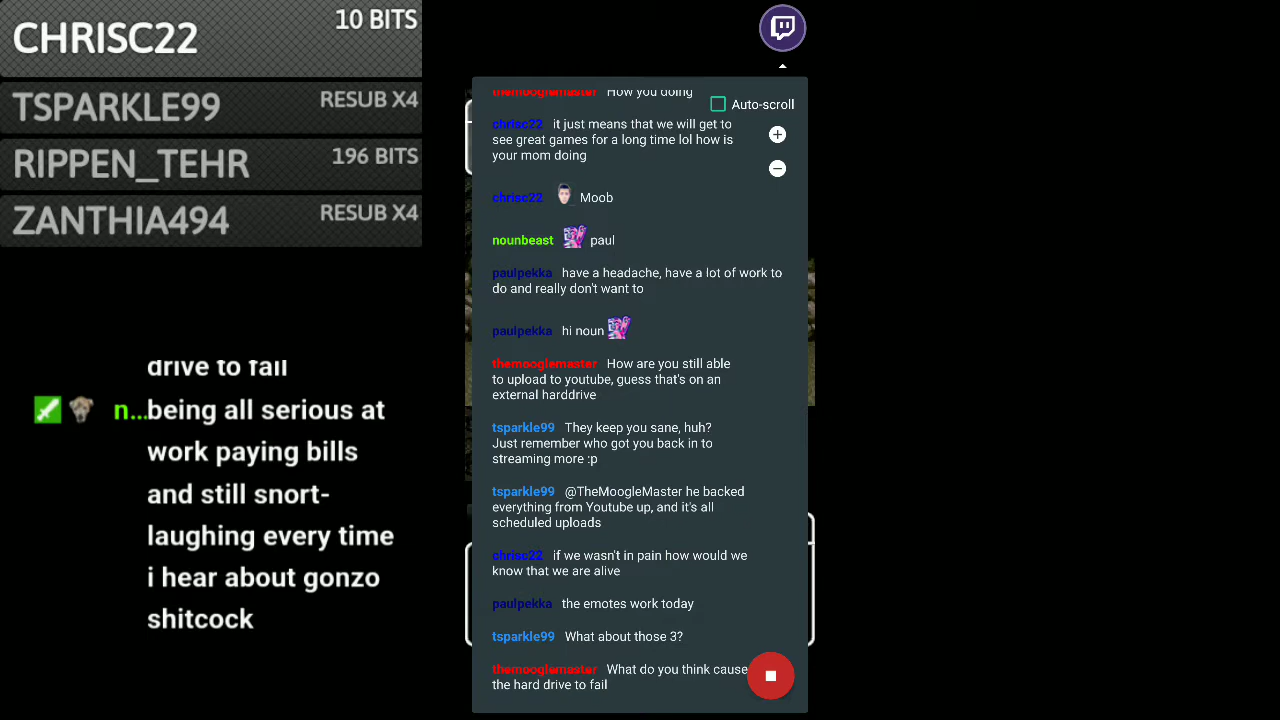 CHRISC22 10 BITS
TSPARKLE99 RESUB X4
RIPPEN_TEHR 196 BITS
ZANTHIA494 RESUB X4
drive to fail
n...being all serious at
work paying bills
and still snort-
laughing every time
i hear about gonzo
shitcock
themooglemaster How you doing
Auto-scroll
chrisc22 it just means that we will get to
see great games for a long time lol how is
your mom doing
chrisc22 Moob
nounbeast paul
paulpekka have a headache, have a lot of work to
do and really don't want to
paulpekka hi noun
themooglemaster How are you still able
to upload to youtube, guess that's on an
external harddrive
tsparkle99 They keep you sane, huh?
Just remember who got you back in to
streaming more :p
tsparkle99 @TheMoogleMaster he backed
everything from Youtube up, and it's all
scheduled uploads
chrisc22 if we wasn't in pain how would we
know that we are alive
paulpekka the emotes work today
tsparkle99 What about those 3?
themooglemaster What do you think cause
the hard drive to fail